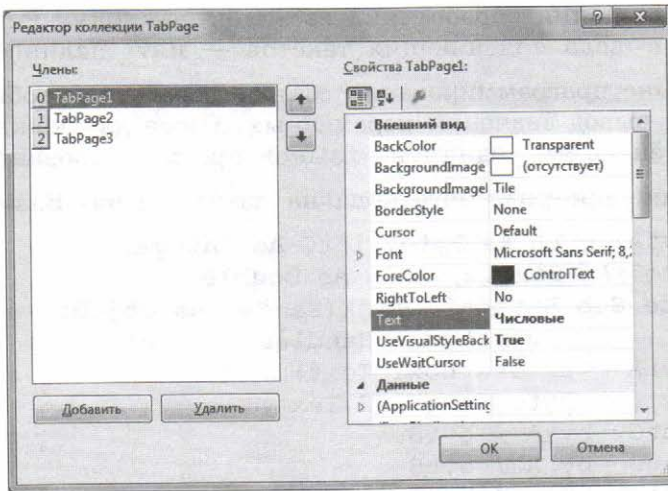 Редактор коллекции TabPage
Члены:
0 TabPage1
1 TabPage2
2 TabPage3
Добавить
Удалить
Свойства TabPage1:
Внешний вид
BackColor Transparent
BackgroundImage (отсутствует)
BackgroundImagel Tile
BorderStyle None
Cursor Default
Font Microsoft Sans Serif; 8,
ForeColor ControlText
RightToLeft No
Text Числовые
UseVisualStyleBack True
UseWaitCursor False
Данные
(ApplicationSetting
OK
Отмена